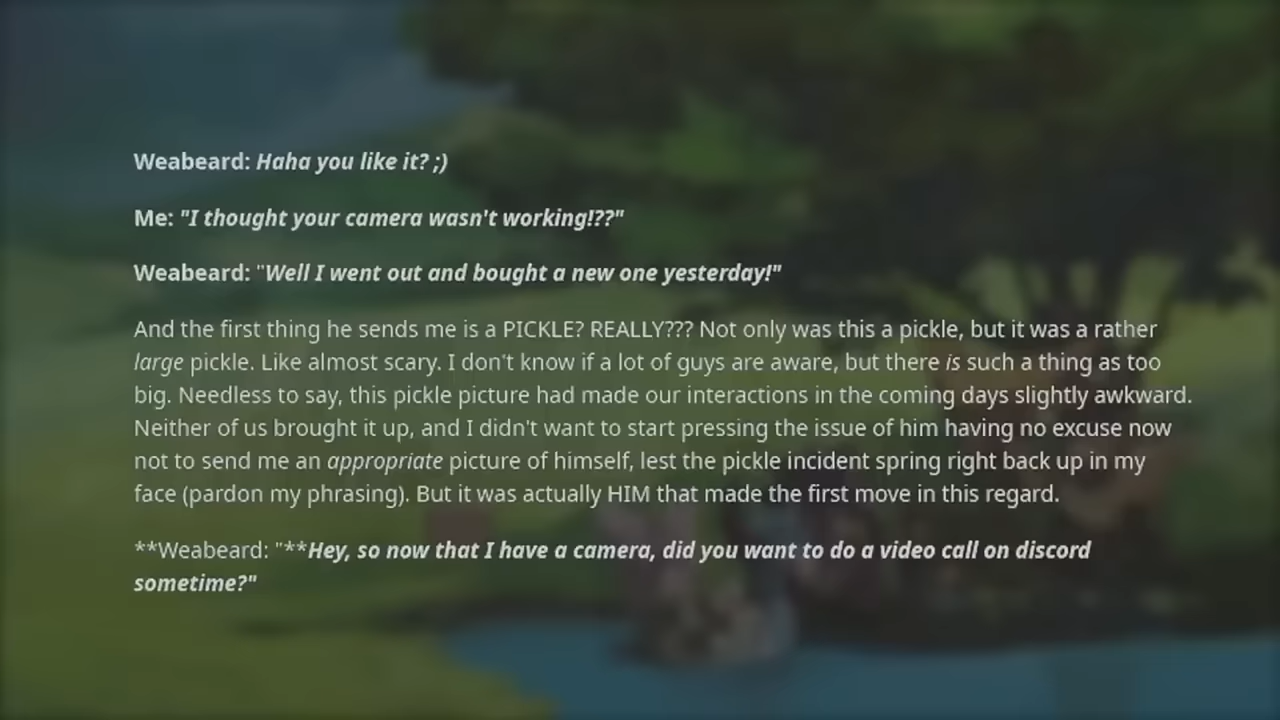 Weabeard: Haha you like it? ;)
Me: "I thought your camera wasn't working!??"
Weabeard: "Well I went out and bought a new one yesterday!"
And the first thing he sends me is a PICKLE? REALLY??? Not only was this a pickle, but it was a rather
large pickle. Like almost scary. I don't know if a lot of guys are aware, but there is such a thing as too
big. Needless to say, this pickle picture had made our interactions in the coming days slightly awkward.
Neither of us brought it up, and I didn't want to start pressing the issue of him having no excuse now
not to send me an appropriate picture of himself, lest the pickle incident spring right back up in my
face (pardon my phrasing). But it was actually HIM that made the first move in this regard.
**Weabeard: "**Hey, so now that I have a camera, did you want to do a video call on discord
sometime?"